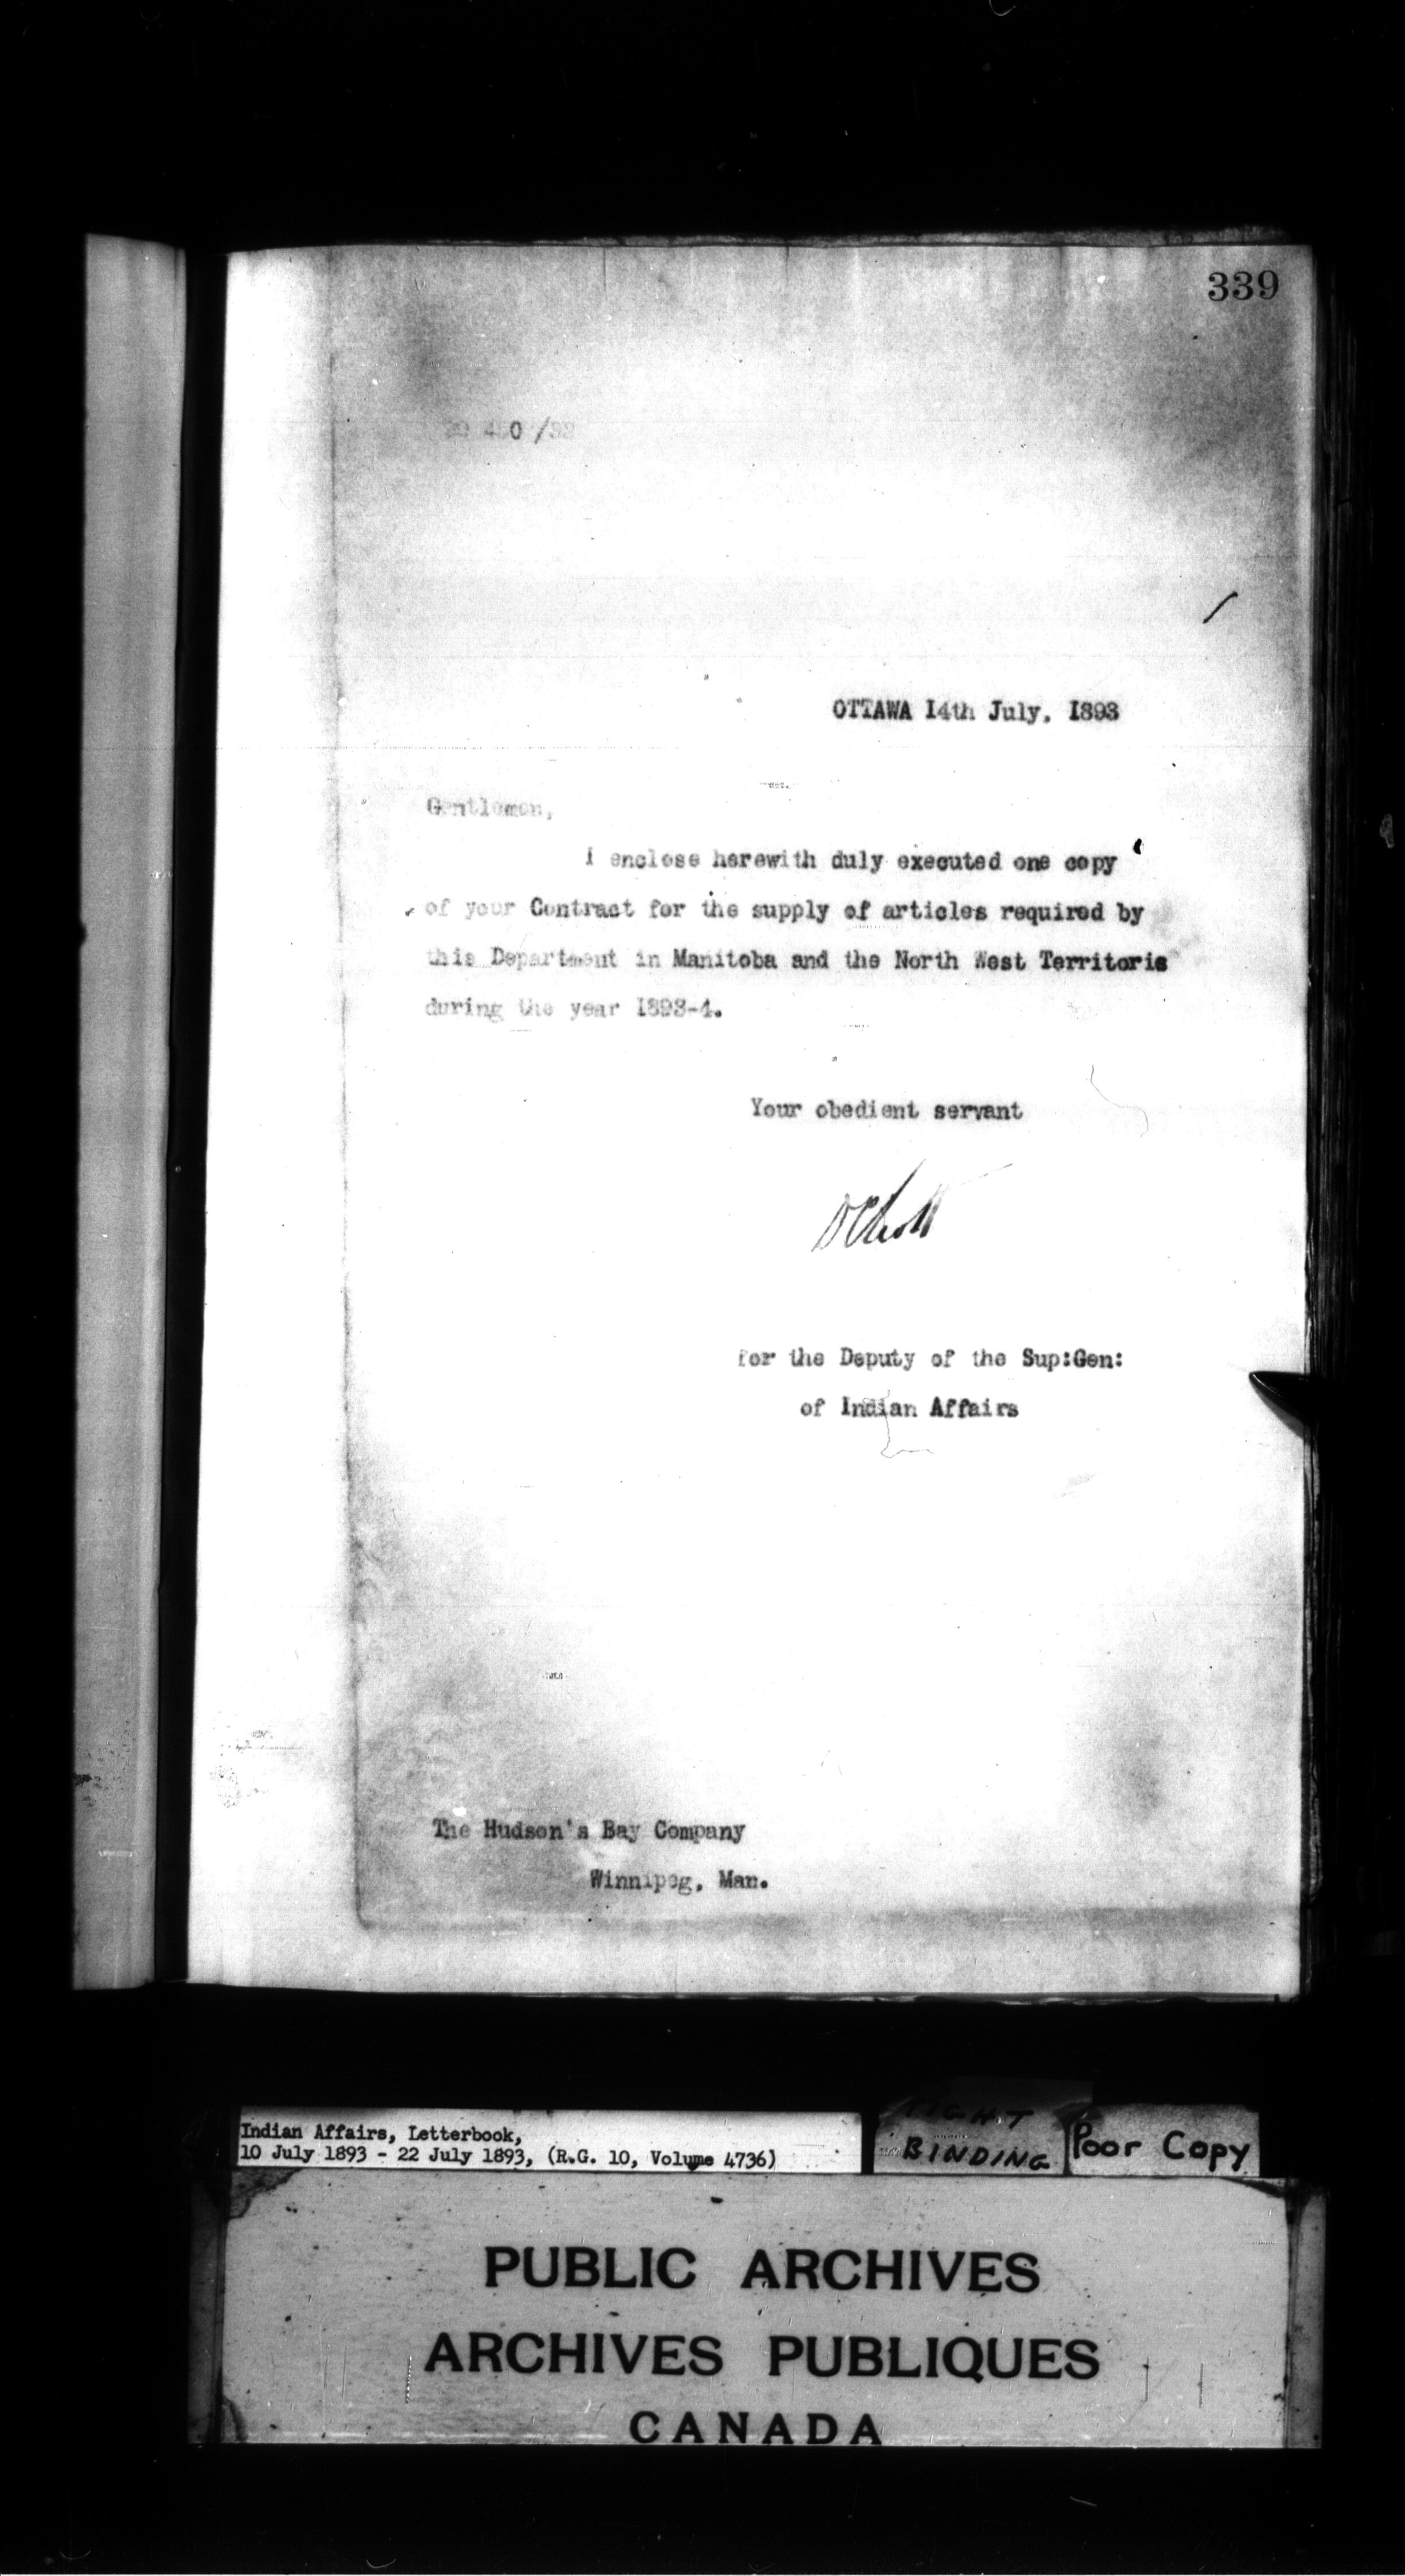 339
OTTAWA 14th July, 1893
Gentlemen,
I enclose herewith duly executed one copy
of your Contract for the supply of articles required by
this Department in Manitoba and the North West Territoris
during the year 1893-4.
Your obedient servant
for the Deputy of the Sup:Gen:
of Indian Affairs
The Hudson's Bay Company
Winnipeg, Man.
Indian Affairs, Letterbook,
10 July 1893 - 22 July 1893, (R.G. 10, Volume 4736)
TIGHT
BINDING
Poor Copy
PUBLIC ARCHIVES
ARCHIVES PUBLIQUES
CANADA